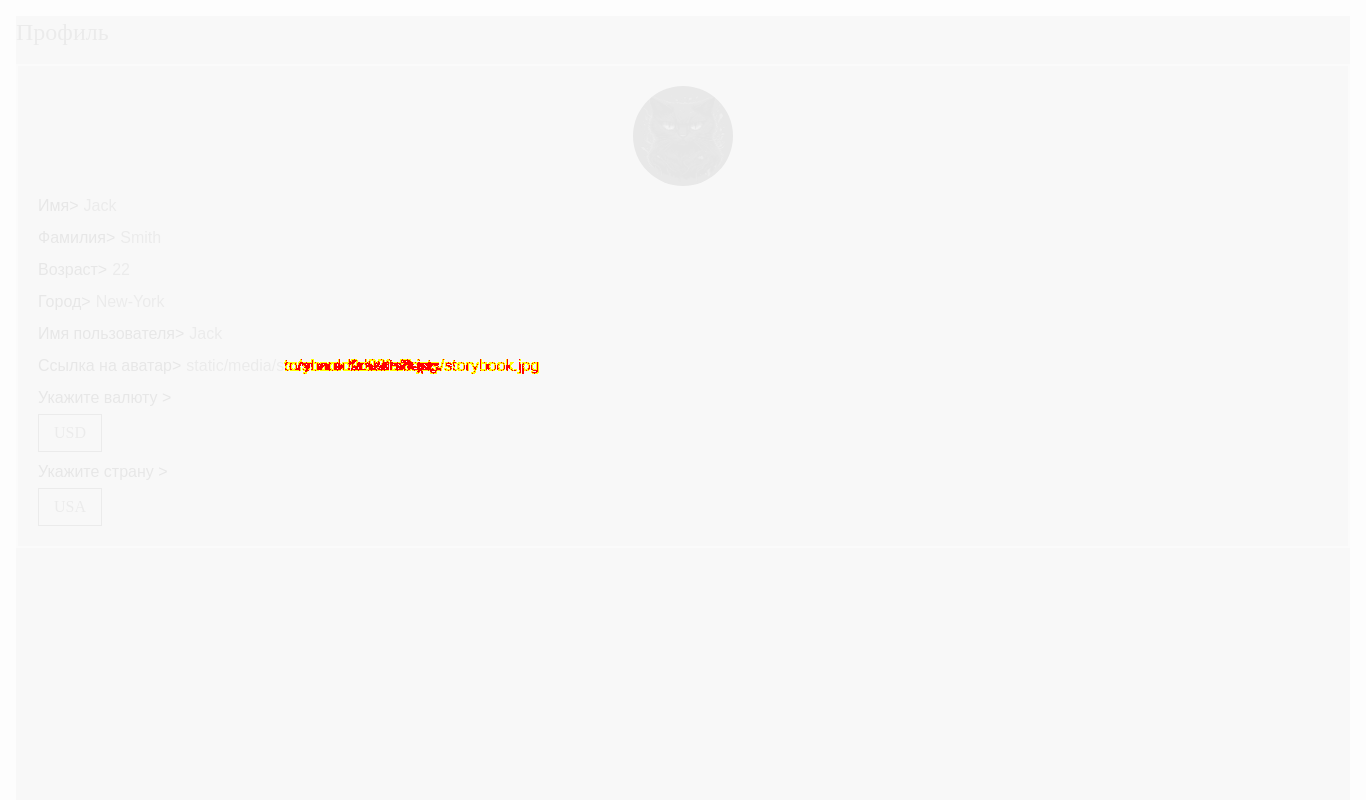 Профиль
Имя> Jack
Фамилия> Smith
Возраст> 22
Город> New-York
Имя пользователя> Jack
Ссылка на аватар> static/media/ /storybook.jpg
Укажите валюту >
USD
Укажите страну >
USA